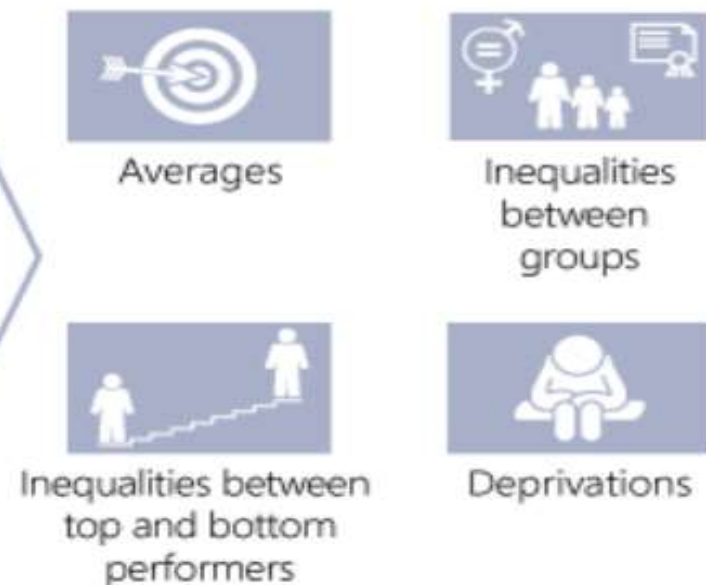 Averages
Inequalities
between
groups
Inequalities between
top and bottom
performers
Deprivations